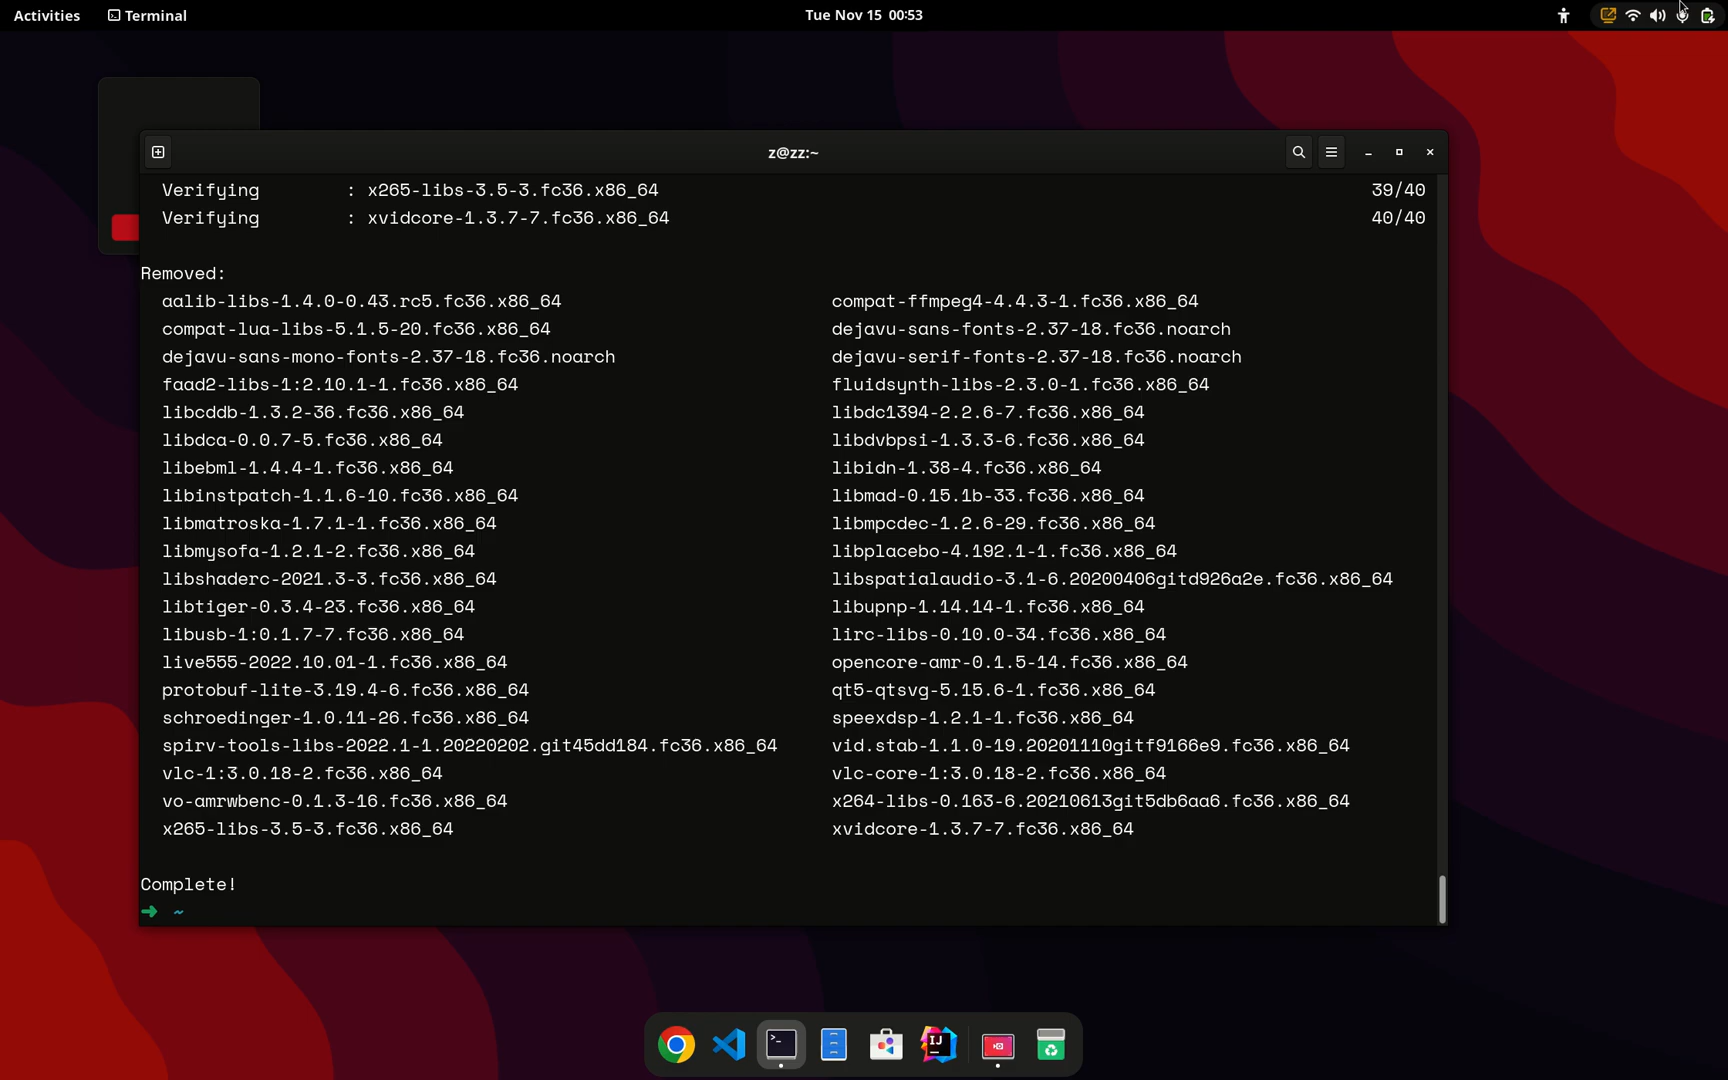 Activities
Terminal
Tue Nov 15 00:53
z@zz:~
Verifying : x265-libs-3.5-3.fc36.x86_64 39/40
Verifying : xvidcore-1.3.7-7.fc36.x86_64 40/40
Removed:
aalib-libs-1.4.0-0.43.rc5.fc36.x86_64 compat-ffmpeg4-4.4.3-1.fc36.x86_64
compat-lua-libs-5.1.5-20.fc36.x86_64 dejavu-sans-fonts-2.37-18.fc36.noarch
dejavu-sans-mono-fonts-2.37-18.fc36.noarch dejavu-serif-fonts-2.37-18.fc36.noarch
faad2-libs-1:2.10.1-1.fc36.x86_64 fluidsynth-libs-2.3.0-1.fc36.x86_64
libcddb-1.3.2-36.fc36.x86_64 libdc1394-2.2.6-7.fc36.x86_64
libdca-0.0.7-5.fc36.x86_64 libdvbpsi-1.3.3-6.fc36.x86_64
libebml-1.4.4-1.fc36.x86_64 libidn-1.38-4.fc36.x86_64
libinstpatch-1.1.6-10.fc36.x86_64 libmad-0.15.1b-33.fc36.x86_64
libmatroska-1.7.1-1.fc36.x86_64 libmpcdec-1.2.6-29.fc36.x86_64
libmysofa-1.2.1-2.fc36.x86_64 libplacebo-4.192.1-1.fc36.x86_64
libshaderc-2021.3-3.fc36.x86_64 libspatialaudio-3.1-6.20200406gitd926a2e.fc36.x86_64
libtiger-0.3.4-23.fc36.x86_64 libupnp-1.14.14-1.fc36.x86_64
libusb-1:0.1.7-7.fc36.x86_64 lirc-libs-0.10.0-34.fc36.x86_64
live555-2022.10.01-1.fc36.x86_64 opencore-amr-0.1.5-14.fc36.x86_64
protobuf-lite-3.19.4-6.fc36.x86_64 qt5-qtsvg-5.15.6-1.fc36.x86_64
schroedinger-1.0.11-26.fc36.x86_64 speexdsp-1.2.1-1.fc36.x86_64
spirv-tools-libs-2022.1-1.20220202.git45dd184.fc36.x86_64 vid.stab-1.1.0-19.20201110gitf9166e9.fc36.x86_64
vlc-1:3.0.18-2.fc36.x86_64 vlc-core-1:3.0.18-2.fc36.x86_64
vo-amrwbenc-0.1.3-16.fc36.x86_64 x264-libs-0.163-6.20210613git5db6aa6.fc36.x86_64
x265-libs-3.5-3.fc36.x86_64 xvidcore-1.3.7-7.fc36.x86_64
Complete!
➜ ~
IJ